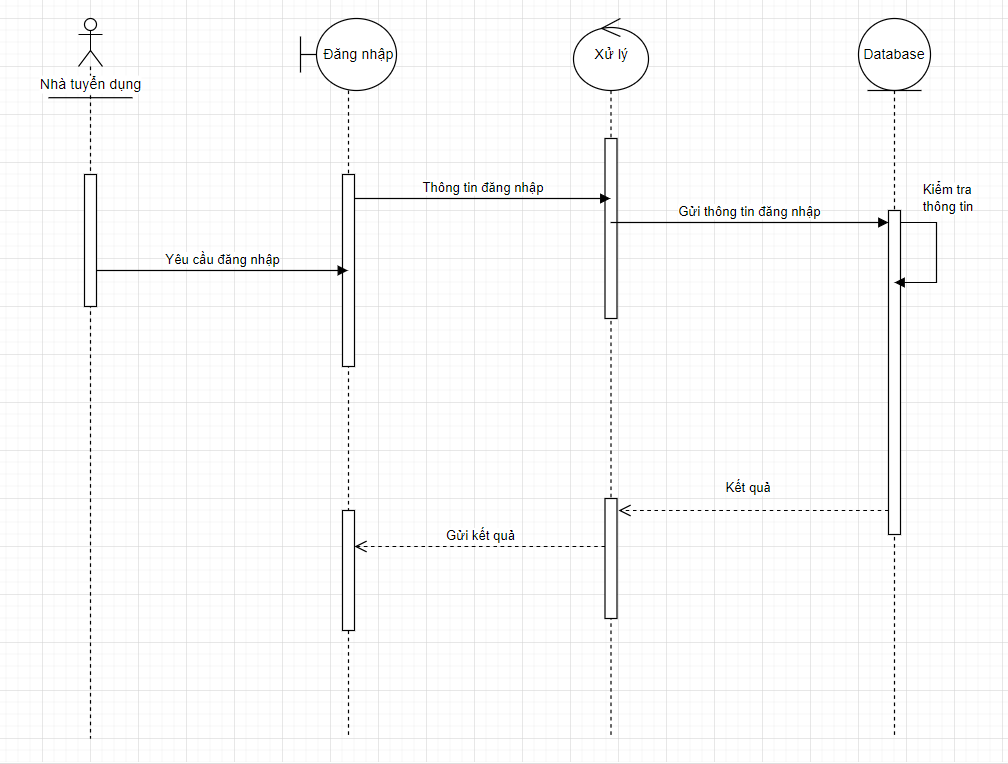 Nhà tuyển dụng
Đăng nhập
Xử lý
Database
Thông tin đăng nhập
Kiểm tra
thông tin
Gửi thông tin đăng nhập
Yêu cầu đăng nhập
Kết quả
Gửi kết quả